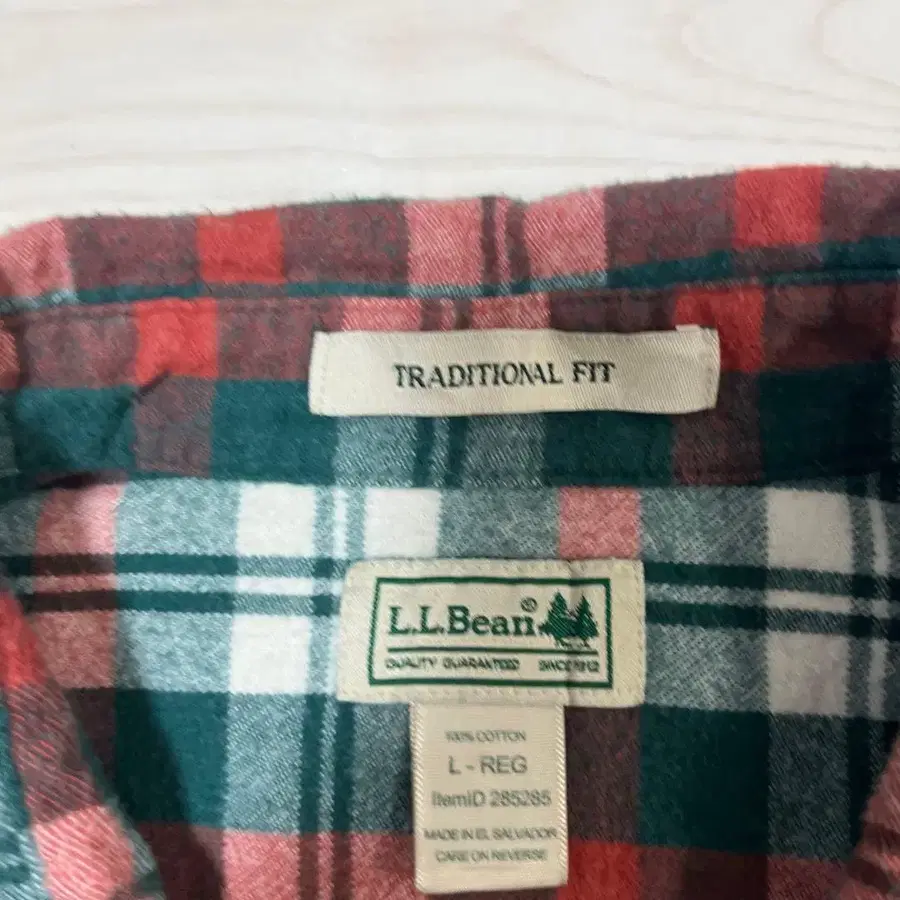 TRADITIONAL FIT
L.L.Bean®
QUALITY GUARANTEED SINCE 1912
100% COTTON
L - REG
ItemID 285285
MADE IN EL SALVADOR
CARE ON REVERSE